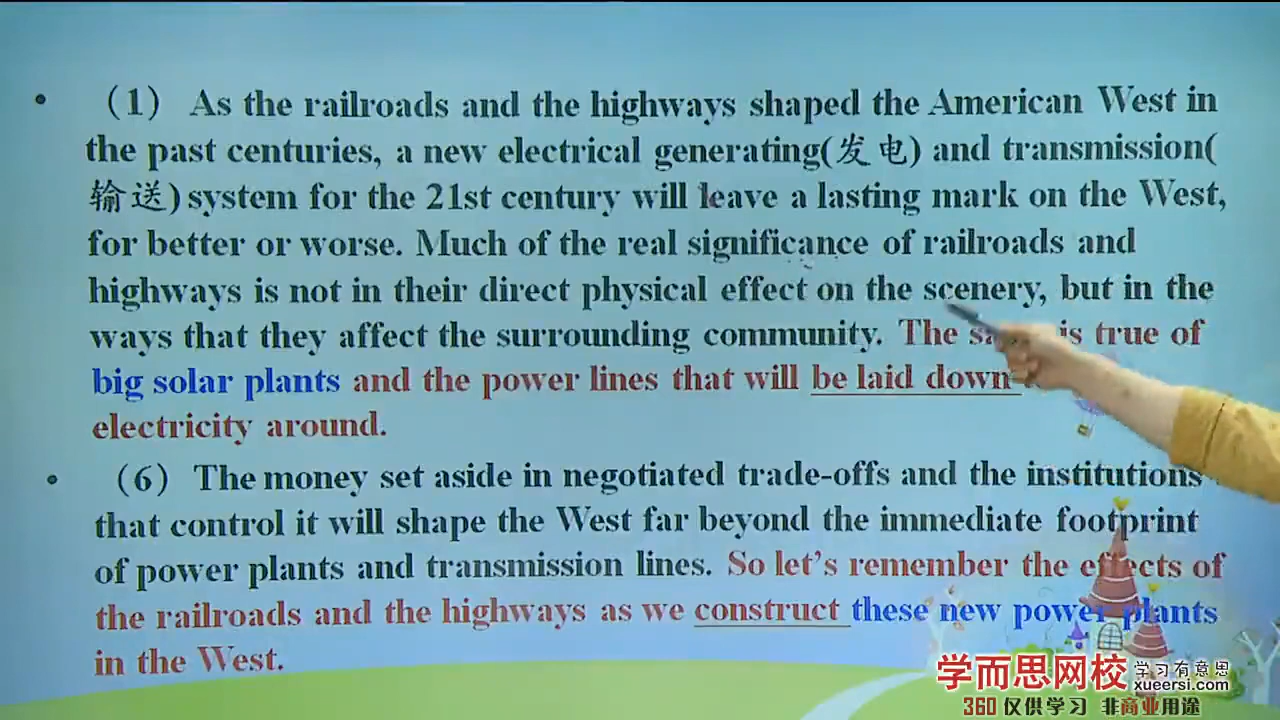 • （1） As the railroads and the highways shaped the American West in
the past centuries, a new electrical generating(发电) and transmission(
输送)system for the 21st century will leave a lasting mark on the West,
for better or worse. Much of the real significance of railroads and
highways is not in their direct physical effect on the scenery, but in the
ways that they affect the surrounding community. The is true of
big solar plants and the power lines that will be laid down
electricity around.
• （6） The money set aside in negotiated trade-offs and the institutions
that control it will shape the West far beyond the immediate footprint
of power plants and transmission lines. So let's remember the effects of
the railroads and the highways as we construct these new power plants
in the West.
学而思网校 学习有意思
xueersi.com
360 仅供学习 非商业用途